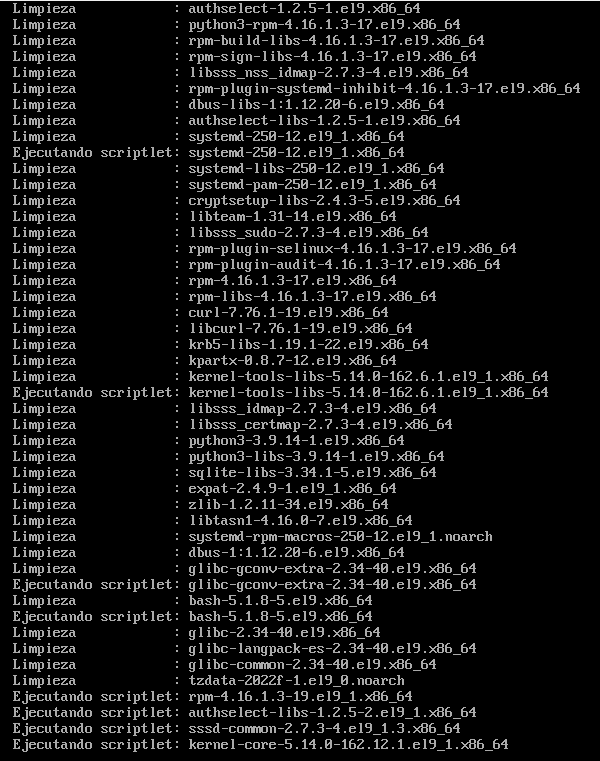 Limpieza : authselect-1.2.5-1.el9.x86_64
Limpieza : python3-rpm-4.16.1.3-17.el9.x86_64
Limpieza : rpm-build-libs-4.16.1.3-17.el9.x86_64
Limpieza : rpm-sign-libs-4.16.1.3-17.el9.x86_64
Limpieza : libsss_nss_idmap-2.7.3-4.el9.x86_64
Limpieza : rpm-plugin-systemd-inhibit-4.16.1.3-17.el9.x86_64
Limpieza : dbus-libs-1:1.12.20-6.el9.x86_64
Limpieza : authselect-libs-1.2.5-1.el9.x86_64
Limpieza : systemd-250-12.el9_1.x86_64
Ejecutando scriptlet: systemd-250-12.el9_1.x86_64
Limpieza : systemd-libs-250-12.el9_1.x86_64
Limpieza : systemd-pam-250-12.el9_1.x86_64
Limpieza : cryptsetup-libs-2.4.3-5.el9.x86_64
Limpieza : libteam-1.31-14.el9.x86_64
Limpieza : libsss_sudo-2.7.3-4.el9.x86_64
Limpieza : rpm-plugin-selinux-4.16.1.3-17.el9.x86_64
Limpieza : rpm-plugin-audit-4.16.1.3-17.el9.x86_64
Limpieza : rpm-4.16.1.3-17.el9.x86_64
Limpieza : rpm-libs-4.16.1.3-17.el9.x86_64
Limpieza : curl-7.76.1-19.el9.x86_64
Limpieza : libcurl-7.76.1-19.el9.x86_64
Limpieza : krb5-libs-1.19.1-22.el9.x86_64
Limpieza : kpartx-0.8.7-12.el9.x86_64
Limpieza : kernel-tools-libs-5.14.0-162.6.1.el9_1.x86_64
Ejecutando scriptlet: kernel-tools-libs-5.14.0-162.6.1.el9_1.x86_64
Limpieza : libsss_idmap-2.7.3-4.el9.x86_64
Limpieza : libsss_certmap-2.7.3-4.el9.x86_64
Limpieza : python3-3.9.14-1.el9.x86_64
Limpieza : python3-libs-3.9.14-1.el9.x86_64
Limpieza : sqlite-libs-3.34.1-5.el9.x86_64
Limpieza : expat-2.4.9-1.el9_1.x86_64
Limpieza : zlib-1.2.11-34.el9.x86_64
Limpieza : libtasn1-4.16.0-7.el9.x86_64
Limpieza : systemd-rpm-macros-250-12.el9_1.noarch
Limpieza : dbus-1:1.12.20-6.el9.x86_64
Limpieza : glibc-gconv-extra-2.34-40.el9.x86_64
Ejecutando scriptlet: glibc-gconv-extra-2.34-40.el9.x86_64
Limpieza : bash-5.1.8-5.el9.x86_64
Ejecutando scriptlet: bash-5.1.8-5.el9.x86_64
Limpieza : glibc-2.34-40.el9.x86_64
Limpieza : glibc-langpack-es-2.34-40.el9.x86_64
Limpieza : glibc-common-2.34-40.el9.x86_64
Limpieza : tzdata-2022f-1.el9_0.noarch
Ejecutando scriptlet: rpm-4.16.1.3-19.el9_1.x86_64
Ejecutando scriptlet: authselect-libs-1.2.5-2.el9_1.x86_64
Ejecutando scriptlet: sssd-common-2.7.3-4.el9_1.3.x86_64
Ejecutando scriptlet: kernel-core-5.14.0-162.12.1.el9_1.x86_64